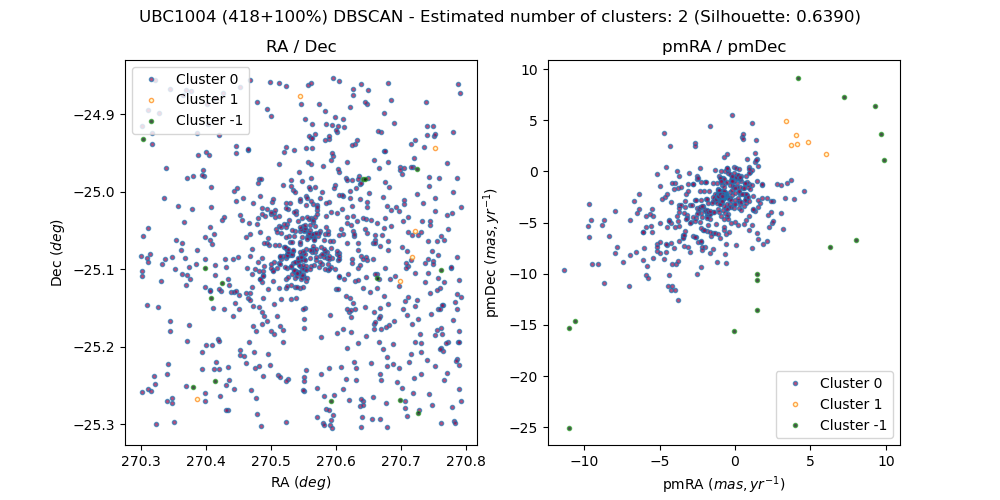 UBC1004 (418+100%) DBSCAN - Estimated number of clusters: 2 (Silhouette: 0.6390)
RA / Dec
Cluster 0
Cluster 1
Cluster -1
−24.9
−25.0
−25.1
−25.2
−25.3
Dec (deg)
270.3 270.4 270.5 270.6 270.7 270.8
RA (deg)
pmRA / pmDec
10
5
0
−5
−10
−15
−20
−25
pmDec (mas, yr⁻¹)
Cluster 0
Cluster 1
Cluster -1
−10 −5 0 5 10
pmRA (mas, yr⁻¹)